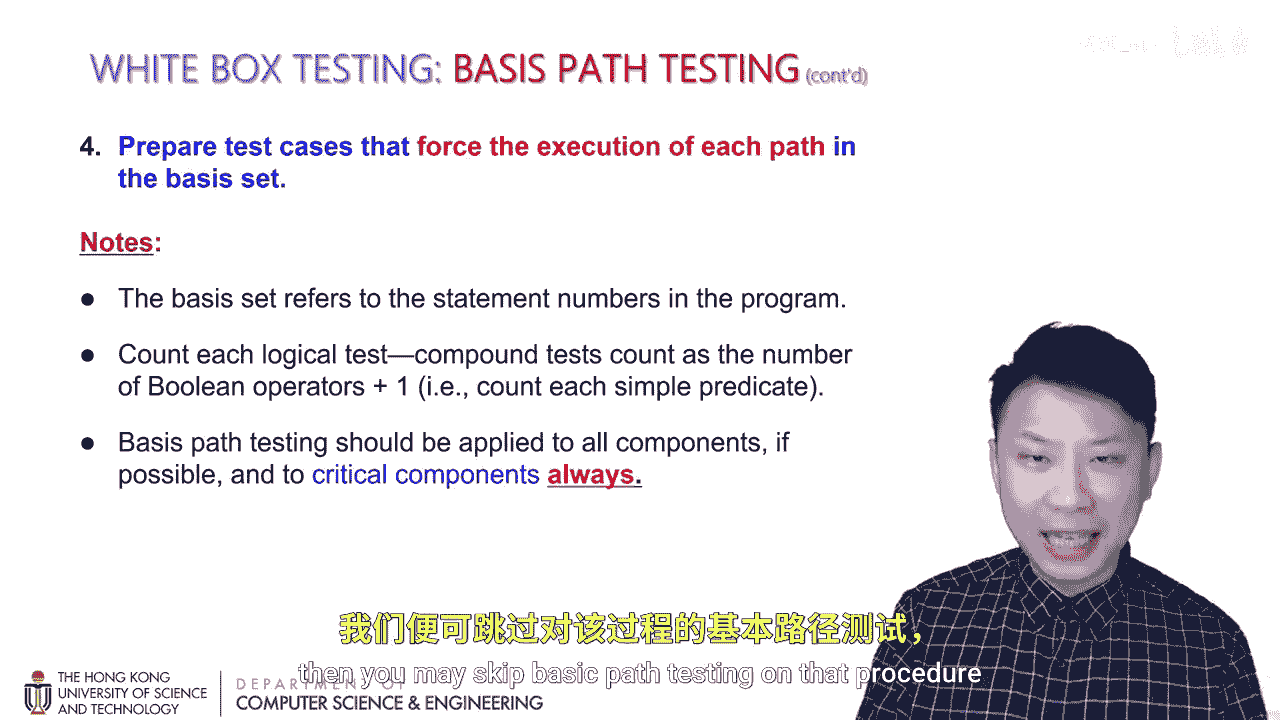 WHITE BOX TESTING: BASIS PATH TESTING (cont'd)
4. Prepare test cases that force the execution of each path in
the basis set.
Notes:
● The basis set refers to the statement numbers in the program.
● Count each logical test—compound tests count as the number
of Boolean operators + 1 (i.e., count each simple predicate).
● Basis path testing should be applied to all components, if
possible, and to critical components always.
我们便可跳过对该过程的基本路径测试，
then you may skip basic path testing on that procedure
THE HONG KONG
UNIVERSITY OF SCIENCE
AND TECHNOLOGY
DEPARTMENT OF
COMPUTER SCIENCE & ENGINEERING